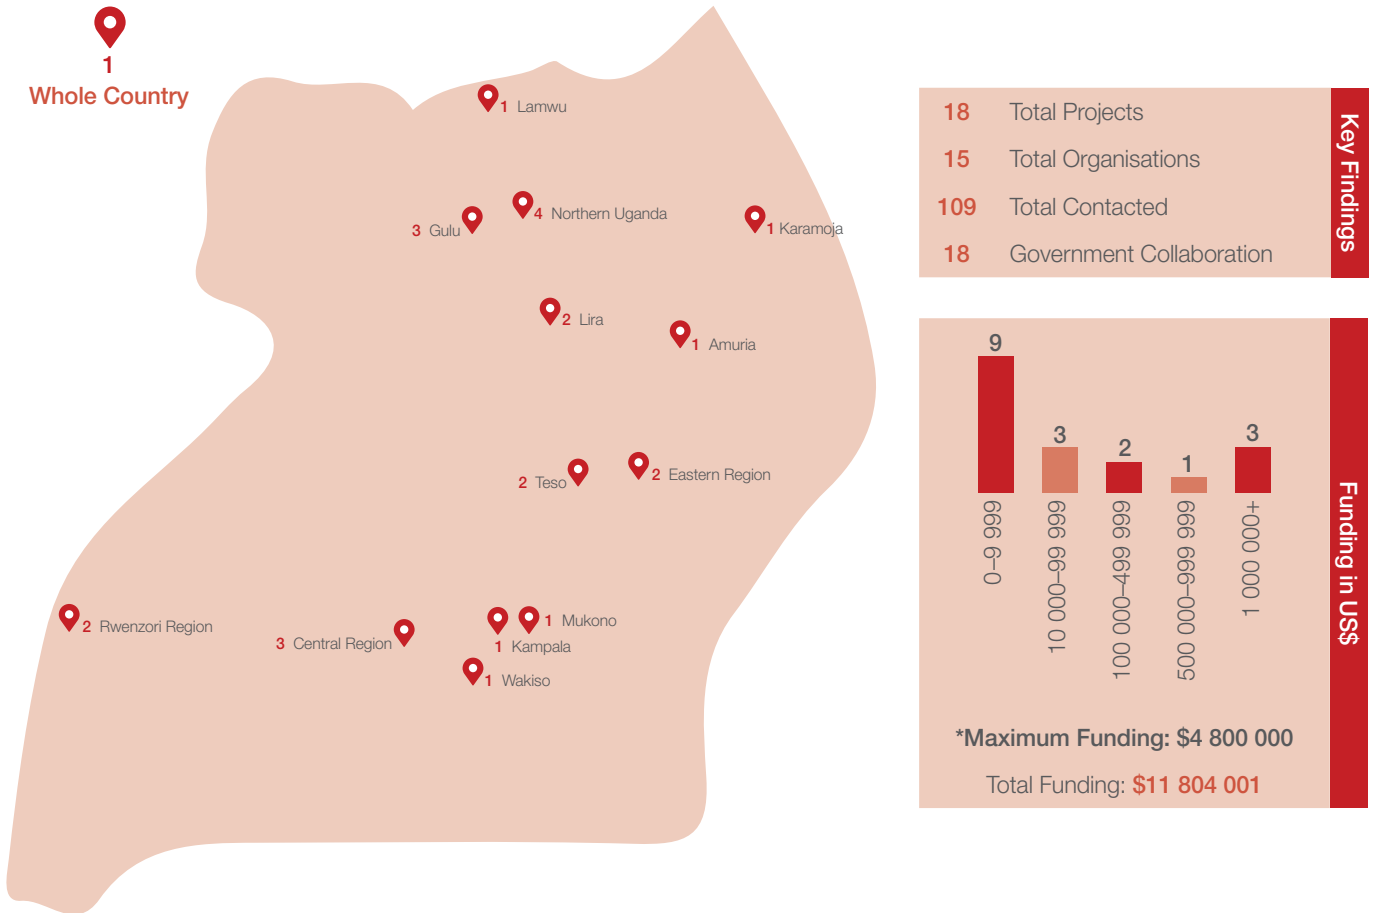 1
Whole Country
1 Lamwu
4 Northern Uganda
3 Gulu
1 Karamoja
2 Lira
1 Amuria
2 Teso
2 Eastern Region
2 Rwenzori Region
3 Central Region
1 Mukono
1 Kampala
1 Wakiso
18 Total Projects
15 Total Organisations
109 Total Contacted
18 Government Collaboration
Key Findings
9
3
2
1
3
0–9 999
10 000–99 999
100 000–499 999
500 000–999 999
1 000 000+
*Maximum Funding: $4 800 000
Total Funding: $11 804 001
Funding in US$